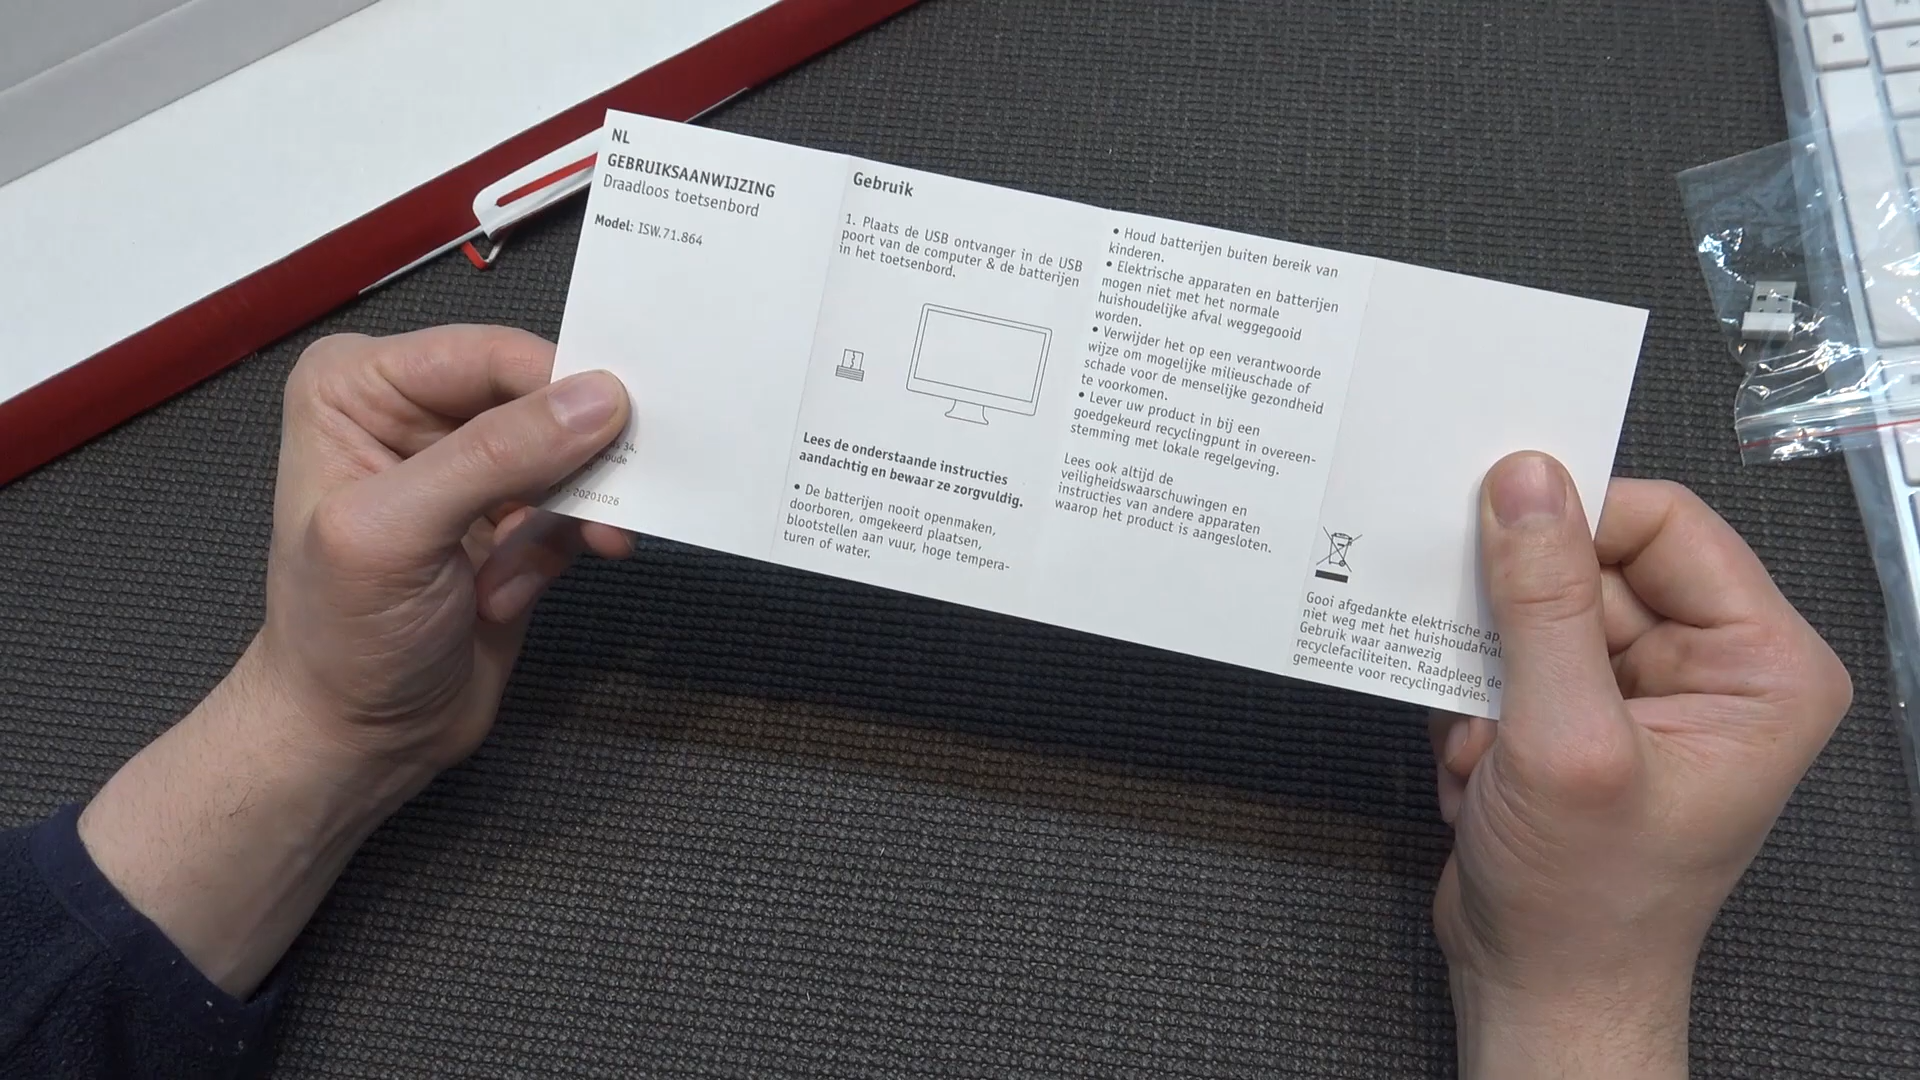 NL
GEBRUIKSAANWIJZING
Draadloos toetsenbord
Model: ISW.71.864
34,
oude
- 20201026
Gebruik
1. Plaats de USB ontvanger in de USB
poort van de computer & de batterijen
in het toetsenbord.
Lees de onderstaande instructies
aandachtig en bewaar ze zorgvuldig.
• De batterijen nooit openmaken,
doorboren, omgekeerd plaatsen,
blootstellen aan vuur, hoge tempera-
turen of water.
• Houd batterijen buiten bereik van
kinderen.
• Elektrische apparaten en batterijen
mogen niet met het normale
huishoudelijke afval weggegooid
worden.
• Verwijder het op een verantwoorde
wijze om mogelijke milieuschade of
schade voor de menselijke gezondheid
te voorkomen.
• Lever uw product in bij een
goedgekeurd recyclingpunt in overeen-
stemming met lokale regelgeving.
Lees ook altijd de
veiligheidswaarschuwingen en
instructies van andere apparaten
waarop het product is aangesloten.
Gooi afgedankte elektrische ap
niet weg met het huishoudafval
Gebruik waar aanwezig
recyclefaciliteiten. Raadpleeg de
gemeente voor recyclingadvies.